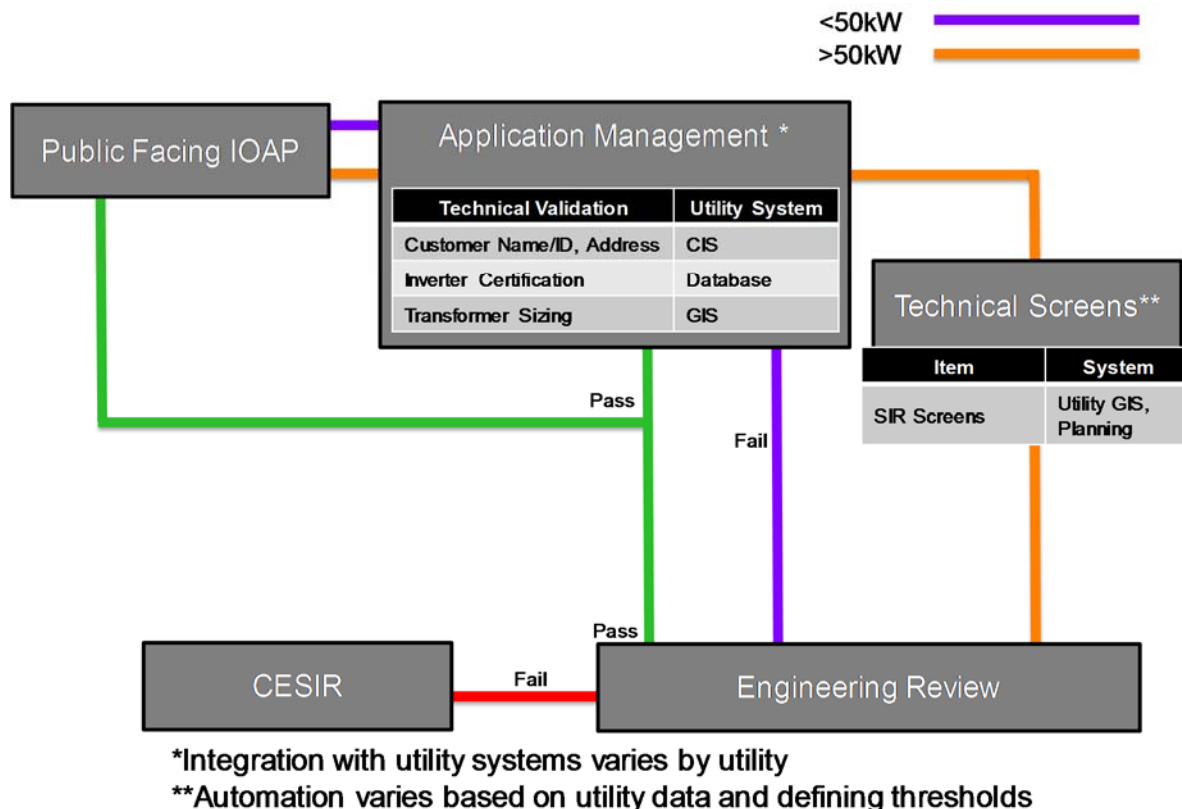 <50kW
>50kW
Public Facing IOAP
Application Management *
Technical Validation Utility System
Customer Name/ID, Address CIS
Inverter Certification Database
Transformer Sizing GIS
Technical Screens**
Item System
SIR Screens Utility GIS,
Planning
Pass
Fail
Pass
CESIR
Fail
Engineering Review
*Integration with utility systems varies by utility
**Automation varies based on utility data and defining thresholds